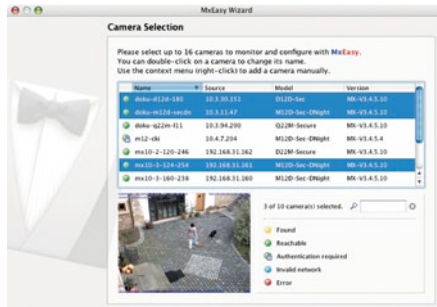 MxEasy Wizard
Camera Selection
Please select up to 16 cameras to monitor and configure with MxEasy.
You can double-click on a camera to change its name.
Use the context menu (right-click) to add a camera manually.
Name Source Model Version
doku-d12d-180 10.3.30.151 D12D-Sec MX-V3.4.5.10
doku-m12d-secdn 10.3.11.47 M12D-Sec-DNight MX-V3.4.5.10
doku-q22m-f11 10.3.94.200 Q22M-Secure MX-V3.4.5.10
m12-cki 10.4.7.204 M12D-Sec-DNight MX-V3.4.5.4
mx10-2-120-246 192.168.31.162 D22M-Secure MX-V3.4.5.10
mx10-3-124-254 192.168.31.161 M12D-Sec-DNight MX-V3.4.5.10
mx10-3-160-238 192.168.31.160 M12D-Sec-DNight MX-V3.4.5.10
3 of 10 camera(s) selected.
Found
Reachable
Authentication required
Invalid network
Error